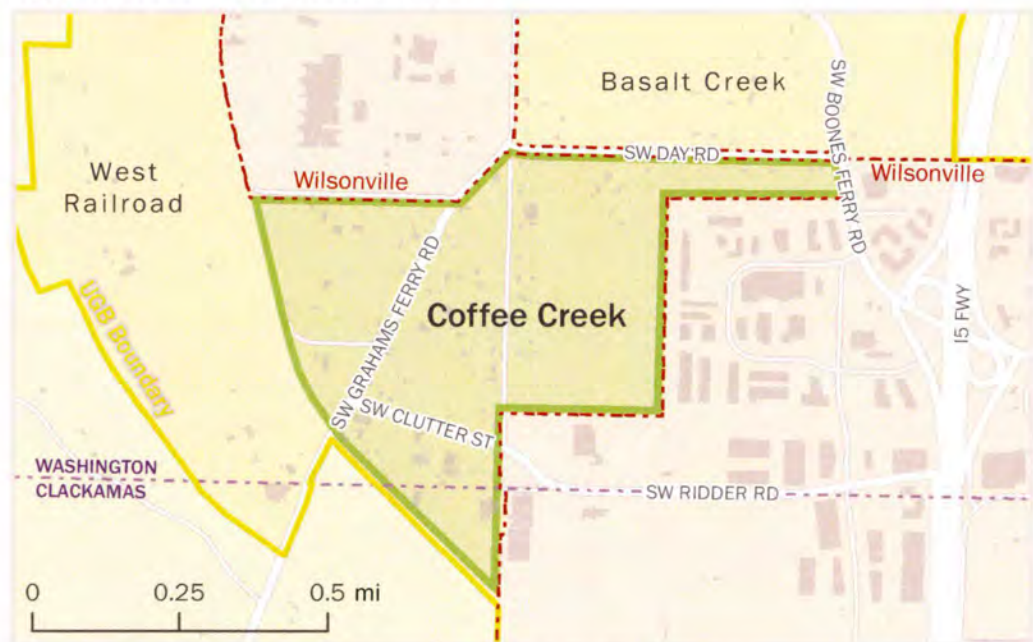 Basalt Creek
SW BOONES FERRY RD
SW DAY RD
West
Railroad
Wilsonville
Wilsonville
SW GRAHAMS FERRY RD
UGB Boundary
Coffee Creek
I5 FWY
SW CLUTTER ST
WASHINGTON
CLACKAMAS
SW RIDDER RD
0 0.25 0.5 mi